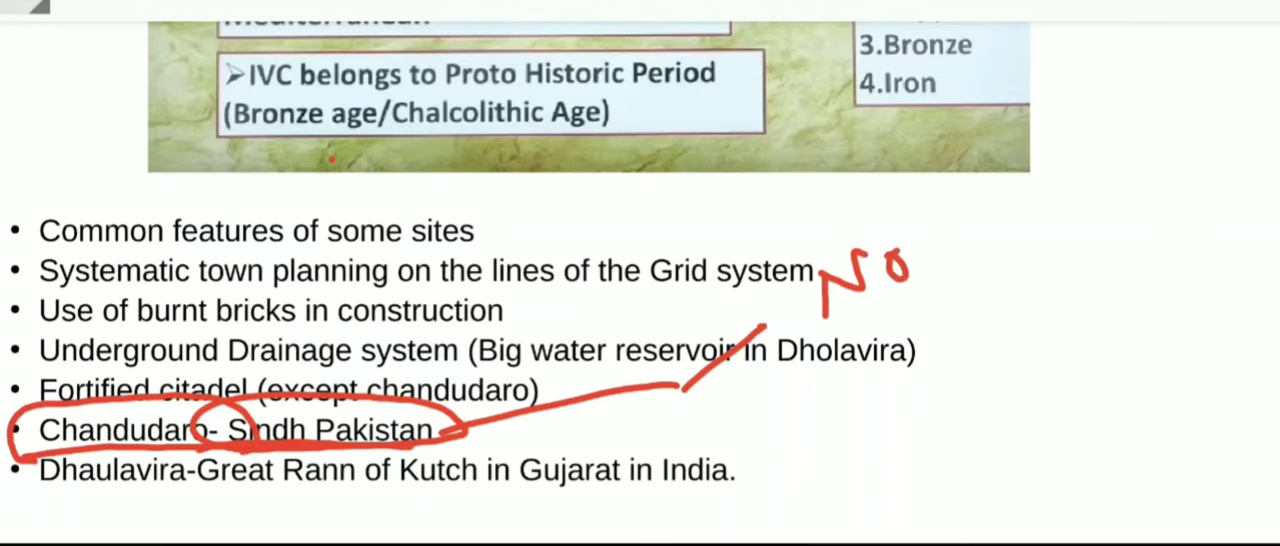 3.Bronze
➢IVC belongs to Proto Historic Period
(Bronze age/Chalcolithic Age)
4.Iron
• Common features of some sites
• Systematic town planning on the lines of the Grid system
NO
• Use of burnt bricks in construction
• Underground Drainage system (Big water reservoir in Dholavira)
• Fortified citadel (except chandudaro)
• Chandudaro- Sindh Pakistan
• Dhaulavira-Great Rann of Kutch in Gujarat in India.